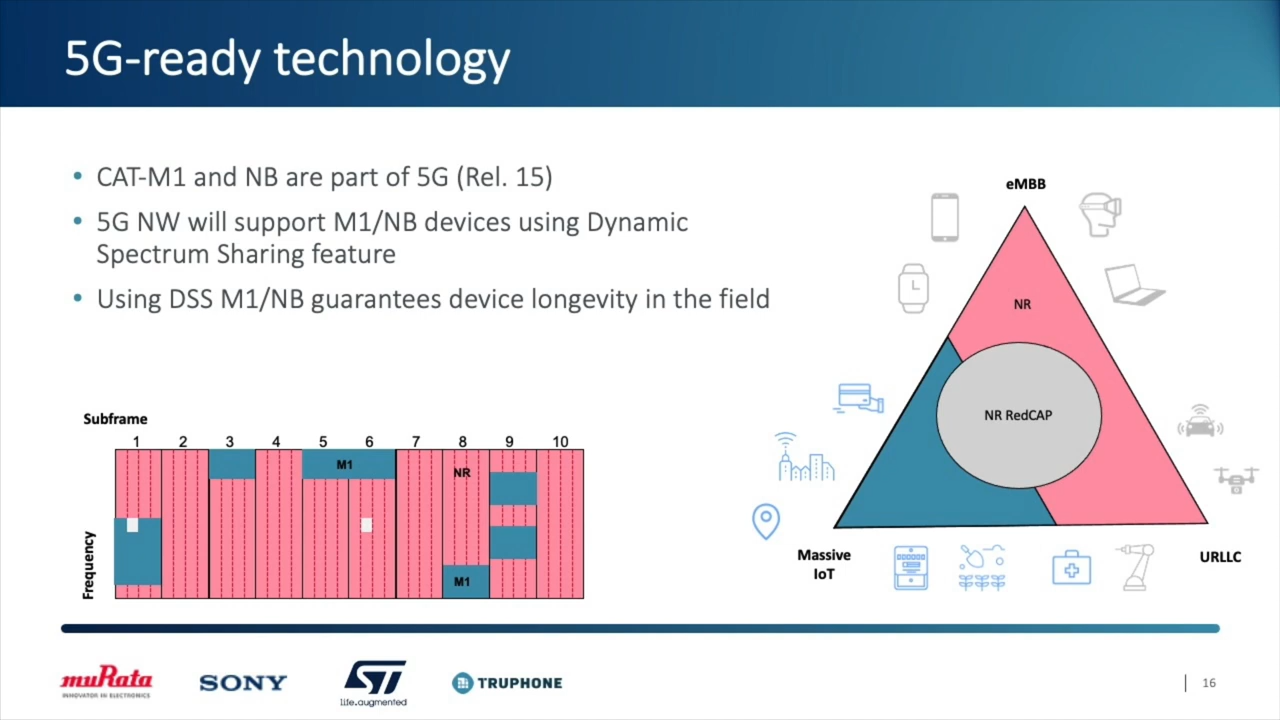 5G-ready technology
• CAT-M1 and NB are part of 5G (Rel. 15)
• 5G NW will support M1/NB devices using Dynamic
Spectrum Sharing feature
• Using DSS M1/NB guarantees device longevity in the field
Subframe
1 2 3 4 5 6 7 8 9 10
M1
NR
M1
Frequency
eMBB
NR
NR RedCAP
Massive
IoT
URLLC
muRata
INNOVATOR IN ELECTRONICS
SONY
ST
life.augmented
TRUPHONE
16